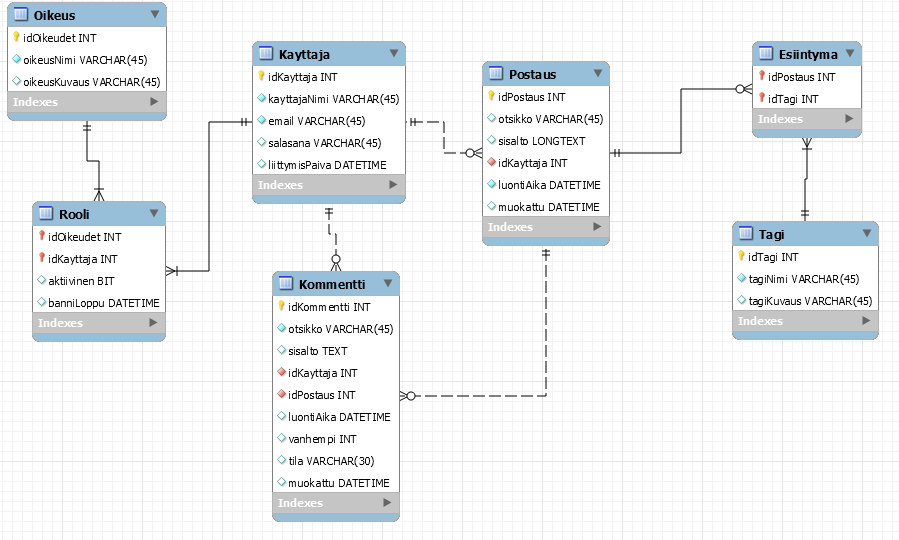 Oikeus
idOikeudet INT
oikeusNimi VARCHAR(45)
oikeusKuvaus VARCHAR(45)
Indexes
Kayttaja
idKayttaja INT
kayttajaNimi VARCHAR(45)
email VARCHAR(45)
salasana VARCHAR(45)
liittymisPaiva DATETIME
Indexes
Postaus
idPostaus INT
otsikko VARCHAR(45)
sisalto LONGTEXT
idKayttaja INT
luontiAika DATETIME
muokattu DATETIME
Indexes
Esiintyma
idPostaus INT
idTagi INT
Indexes
Rooli
idOikeudet INT
idKayttaja INT
aktiivinen BIT
banniLoppu DATETIME
Indexes
Kommentti
idKommentti INT
otsikko VARCHAR(45)
sisalto TEXT
idKayttaja INT
idPostaus INT
luontiAika DATETIME
vanhempi INT
tila VARCHAR(30)
muokattu DATETIME
Indexes
Tagi
idTagi INT
tagiNimi VARCHAR(45)
tagiKuvaus VARCHAR(45)
Indexes